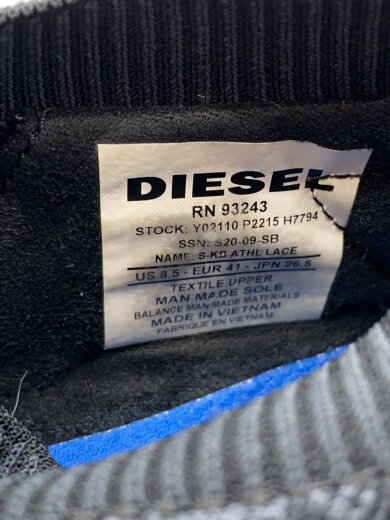 DIESEL
RN 93243
STOCK: Y02110 P2215 H7794
SSN: S20-09-SB
NAME: S-KB ATHL LACE
US 8.5 - EUR 41 - JPN 26.5
TEXTILE UPPER
MAN MADE SOLE
BALANCE MAN MADE MATERIALS
MADE IN VIETNAM
FABRIQUE EN VIETNAM